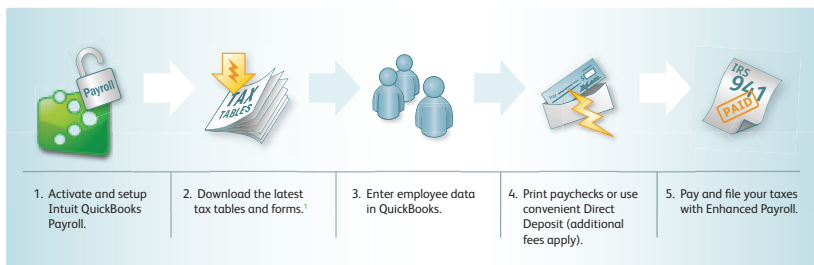 Payroll
TAX
TABLES
Pay
IRS
941
PAID
1. Activate and setup
Intuit QuickBooks
Payroll.
2. Download the latest
tax tables and forms.¹
3. Enter employee data
in QuickBooks.
4. Print paychecks or use
convenient Direct
Deposit (additional
fees apply).
5. Pay and file your taxes
with Enhanced Payroll.